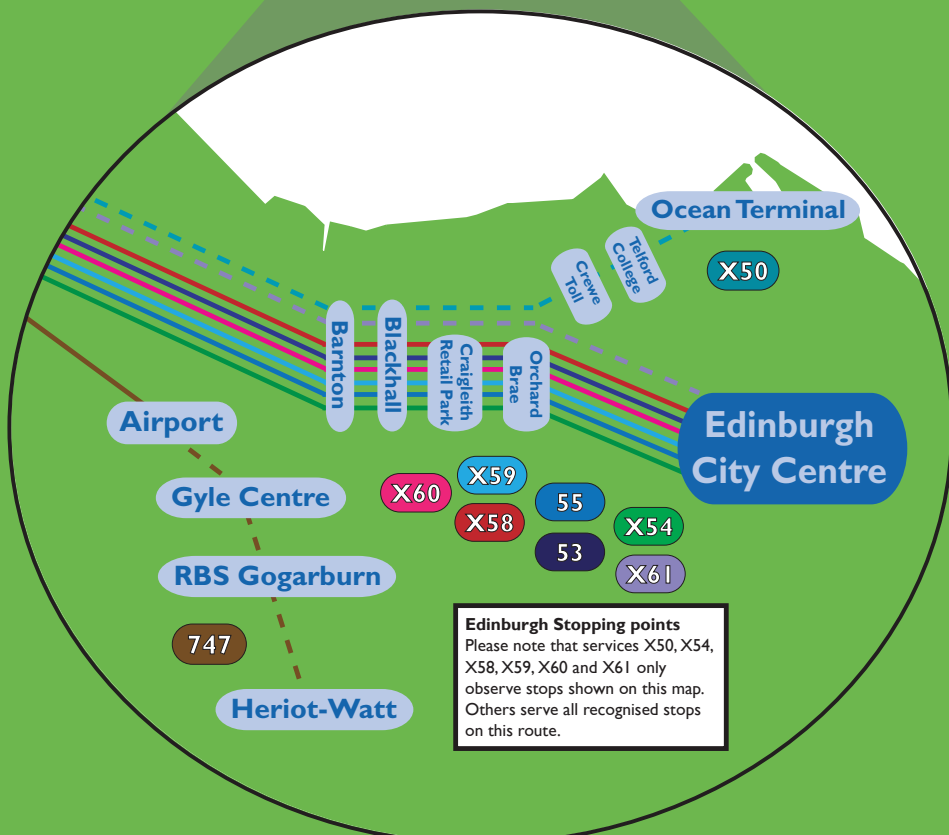 Ocean Terminal
Telford
College
Crewe
Toll
X50
Barnton
Blackhall
Craigleith
Retail Park
Orchard
Brae
Airport
Edinburgh
City Centre
Gyle Centre
X60
X59
X58
55
53
X54
X61
RBS Gogarburn
747
Heriot-Watt
Edinburgh Stopping points
Please note that services X50, X54,
X58, X59, X60 and X61 only
observe stops shown on this map.
Others serve all recognised stops
on this route.